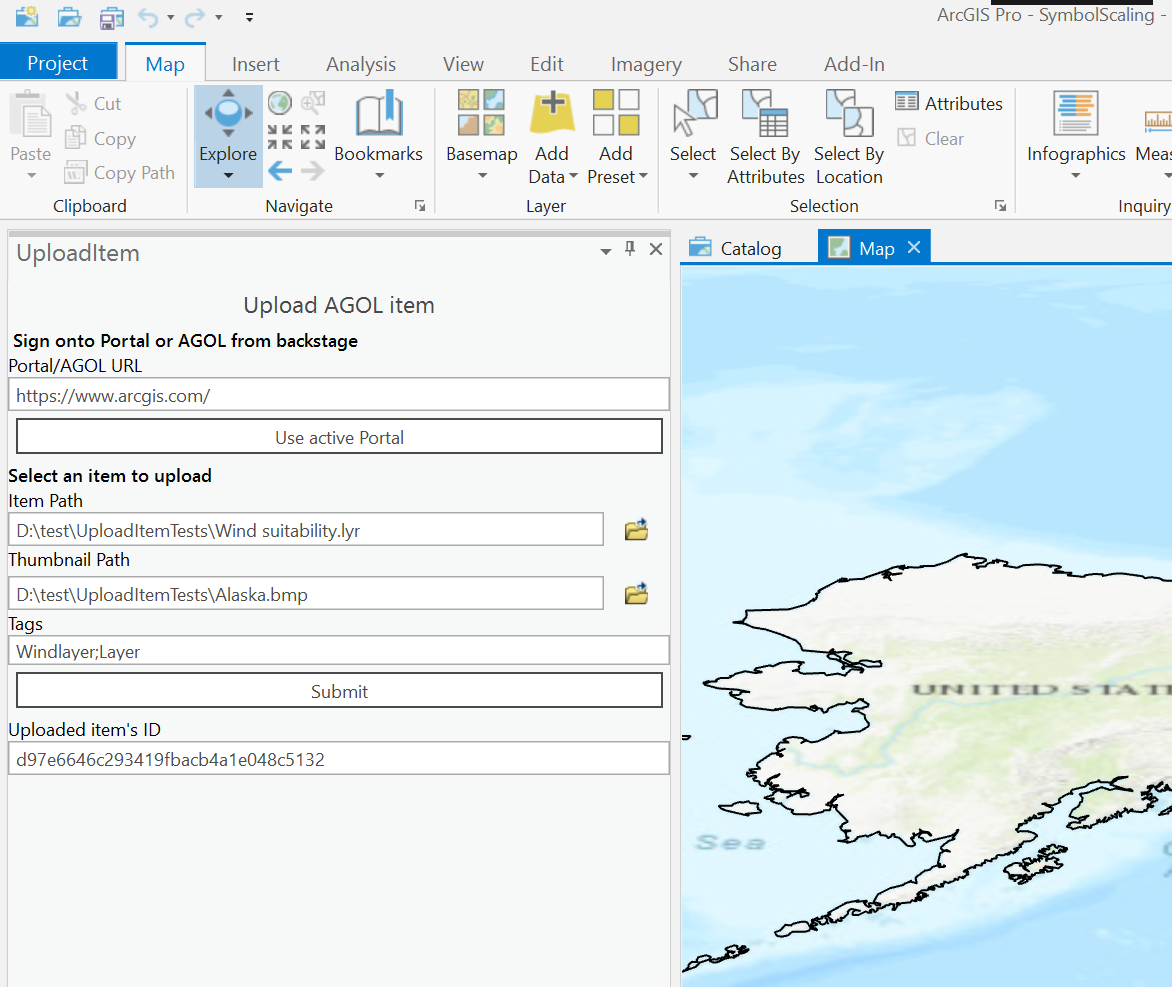 ArcGIS Pro - SymbolScaling -
Project Map Insert Analysis View Edit Imagery Share Add-In
Paste
Cut
Copy
Copy Path
Clipboard
Explore
Bookmarks
Navigate
Basemap
Add
Data
Add
Preset
Layer
Select
Select By
Attributes
Select By
Location
Attributes
Clear
Selection
Infographics
Meas
Inquiry
UploadItem
Upload AGOL item
Sign onto Portal or AGOL from backstage
Portal/AGOL URL
https://www.arcgis.com/
Use active Portal
Select an item to upload
Item Path
D:\test\UploadItemTests\Wind suitability.lyr
Thumbnail Path
D:\test\UploadItemTests\Alaska.bmp
Tags
Windlayer;Layer
Submit
Uploaded item's ID
d97e6646c293419fbacb4a1e048c5132
Catalog
Map
UNITED STATE
Sea